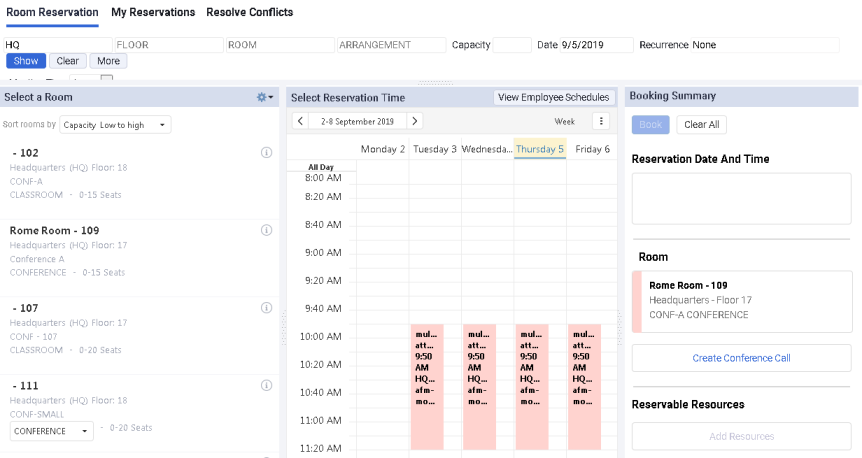 Room Reservation My Reservations Resolve Conflicts
HQ FLOOR ROOM ARRANGEMENT Capacity Date 9/5/2019 Recurrence None
Show Clear More
Select a Room
Sort rooms by Capacity Low to high
- 102
Headquarters (HQ) Floor: 18
CONF-A
CLASSROOM - 0-15 Seats
Rome Room - 109
Headquarters (HQ) Floor: 17
Conference A
CONFERENCE - 0-15 Seats
- 107
Headquarters (HQ) Floor: 17
CONF - 107
CLASSROOM - 0-20 Seats
- 111
Headquarters (HQ) Floor: 18
CONF-SMALL
CONFERENCE - 0-20 Seats
Select Reservation Time View Employee Schedules
2-8 September 2019 Week
Monday 2 Tuesday 3 Wednesda... Thursday 5 Friday 6
All Day
8:00 AM
8:20 AM
8:40 AM
9:00 AM
9:20 AM
9:40 AM
10:00 AM mul... mul... mul... mul...
att... att... att... att...
10:20 AM 9:50 9:50 9:50 9:50
AM AM AM AM
HQ... HQ... HQ... HQ...
10:40 AM afm- afm- afm- afm-
mo... mo... mo... mo...
11:00 AM
11:20 AM
Booking Summary
Book Clear All
Reservation Date And Time
Room
Rome Room - 109
Headquarters - Floor 17
CONF-A CONFERENCE
Create Conference Call
Reservable Resources
Add Resources